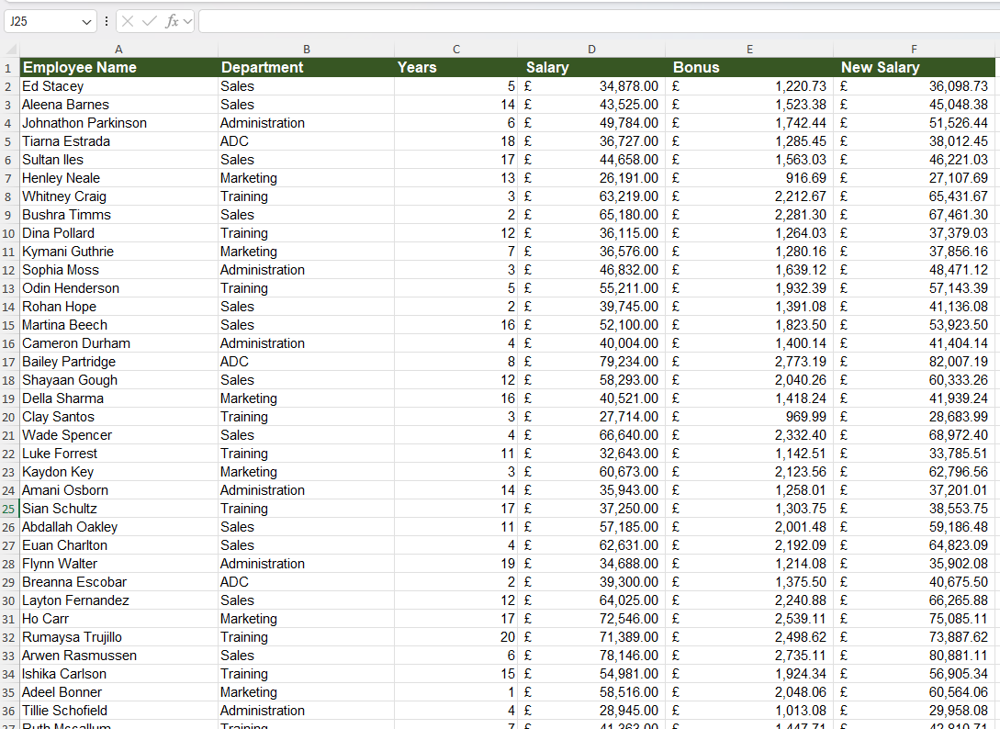 J25 fx
A B C D E F
1 Employee Name Department Years Salary Bonus New Salary
2 Ed Stacey Sales 5 £ 34,878.00 £ 1,220.73 £ 36,098.73
3 Aleena Barnes Sales 14 £ 43,525.00 £ 1,523.38 £ 45,048.38
4 Johnathon Parkinson Administration 6 £ 49,784.00 £ 1,742.44 £ 51,526.44
5 Tiarna Estrada ADC 18 £ 36,727.00 £ 1,285.45 £ 38,012.45
6 Sultan Iles Sales 17 £ 44,658.00 £ 1,563.03 £ 46,221.03
7 Henley Neale Marketing 13 £ 26,191.00 £ 916.69 £ 27,107.69
8 Whitney Craig Training 3 £ 63,219.00 £ 2,212.67 £ 65,431.67
9 Bushra Timms Sales 2 £ 65,180.00 £ 2,281.30 £ 67,461.30
10 Dina Pollard Training 12 £ 36,115.00 £ 1,264.03 £ 37,379.03
11 Kymani Guthrie Marketing 7 £ 36,576.00 £ 1,280.16 £ 37,856.16
12 Sophia Moss Administration 3 £ 46,832.00 £ 1,639.12 £ 48,471.12
13 Odin Henderson Training 5 £ 55,211.00 £ 1,932.39 £ 57,143.39
14 Rohan Hope Sales 2 £ 39,745.00 £ 1,391.08 £ 41,136.08
15 Martina Beech Sales 16 £ 52,100.00 £ 1,823.50 £ 53,923.50
16 Cameron Durham Administration 4 £ 40,004.00 £ 1,400.14 £ 41,404.14
17 Bailey Partridge ADC 8 £ 79,234.00 £ 2,773.19 £ 82,007.19
18 Shayaan Gough Sales 12 £ 58,293.00 £ 2,040.26 £ 60,333.26
19 Della Sharma Marketing 16 £ 40,521.00 £ 1,418.24 £ 41,939.24
20 Clay Santos Training 3 £ 27,714.00 £ 969.99 £ 28,683.99
21 Wade Spencer Sales 4 £ 66,640.00 £ 2,332.40 £ 68,972.40
22 Luke Forrest Training 11 £ 32,643.00 £ 1,142.51 £ 33,785.51
23 Kaydon Key Marketing 3 £ 60,673.00 £ 2,123.56 £ 62,796.56
24 Amani Osborn Administration 14 £ 35,943.00 £ 1,258.01 £ 37,201.01
25 Sian Schultz Training 17 £ 37,250.00 £ 1,303.75 £ 38,553.75
26 Abdallah Oakley Sales 11 £ 57,185.00 £ 2,001.48 £ 59,186.48
27 Euan Charlton Sales 4 £ 62,631.00 £ 2,192.09 £ 64,823.09
28 Flynn Walter Administration 19 £ 34,688.00 £ 1,214.08 £ 35,902.08
29 Breanna Escobar ADC 2 £ 39,300.00 £ 1,375.50 £ 40,675.50
30 Layton Fernandez Sales 12 £ 64,025.00 £ 2,240.88 £ 66,265.88
31 Ho Carr Marketing 17 £ 72,546.00 £ 2,539.11 £ 75,085.11
32 Rumaysa Trujillo Training 20 £ 71,389.00 £ 2,498.62 £ 73,887.62
33 Arwen Rasmussen Sales 6 £ 78,146.00 £ 2,735.11 £ 80,881.11
34 Ishika Carlson Training 15 £ 54,981.00 £ 1,924.34 £ 56,905.34
35 Adeel Bonner Marketing 1 £ 58,516.00 £ 2,048.06 £ 60,564.06
36 Tillie Schofield Administration 4 £ 28,945.00 £ 1,013.08 £ 29,958.08
37 Ruth Mccallum Training 7 £ 41,363.00 £ 1,447.71 £ 42,810.71